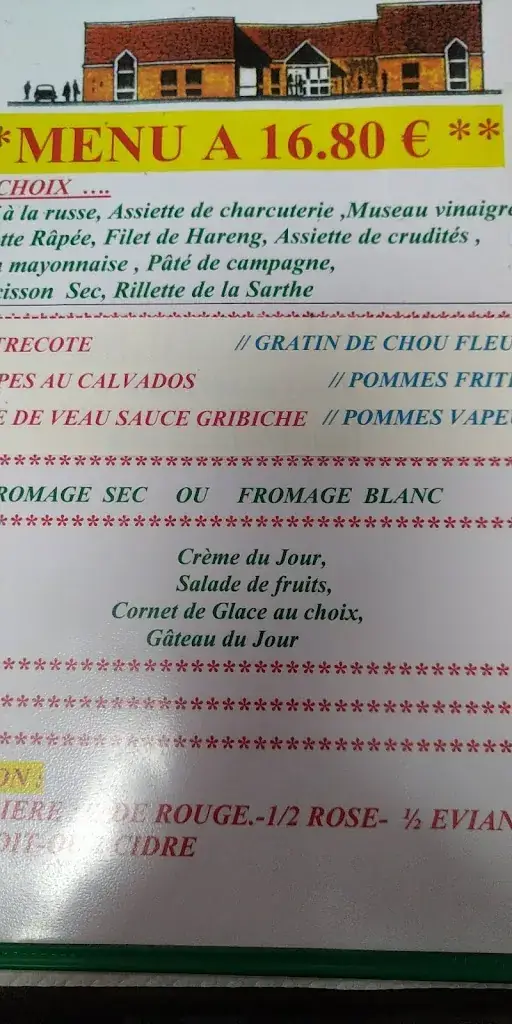 *MENU A 16.80 € **
CHOIX ....
à la russe, Assiette de charcuterie ,Museau vinaigre
tte Râpée, Filet de Hareng, Assiette de crudités ,
mayonnaise , Pâté de campagne,
cisson Sec, Rillette de la Sarthe
TRECOTE // GRATIN DE CHOU FLEU
PES AU CALVADOS // POMMES FRIT
E DE VEAU SAUCE GRIBICHE // POMMES VAPE
ROMAGE SEC OU FROMAGE BLANC
Crème du Jour,
Salade de fruits,
Cornet de Glace au choix,
Gâteau du Jour
ON :
IERE DE ROUGE.-1/2 ROSE- ½ EVIAN
CIDRE